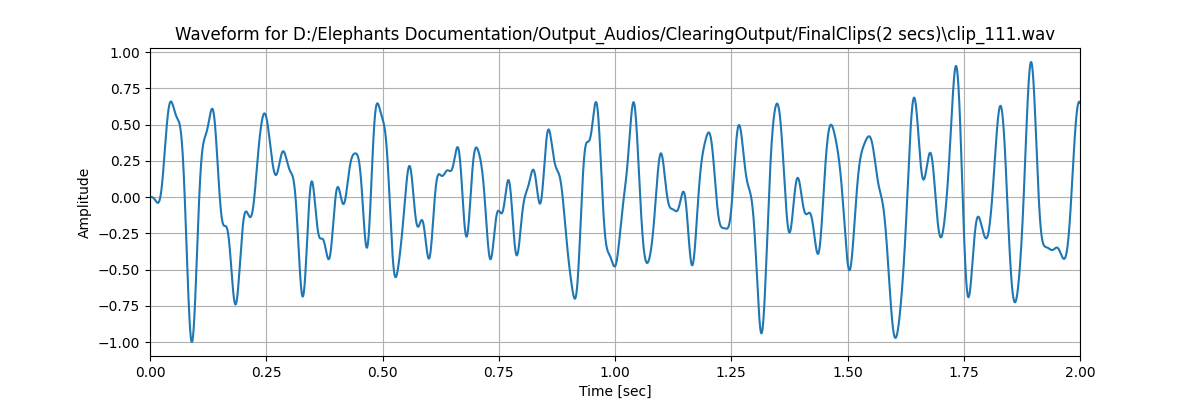 Waveform for D:/Elephants Documentation/Output_Audios/ClearingOutput/FinalClips(2 secs)\clip_111.wav
1.00
0.75
0.50
0.25
0.00
−0.25
−0.50
−0.75
−1.00
Amplitude
0.00 0.25 0.50 0.75 1.00 1.25 1.50 1.75 2.00
Time [sec]